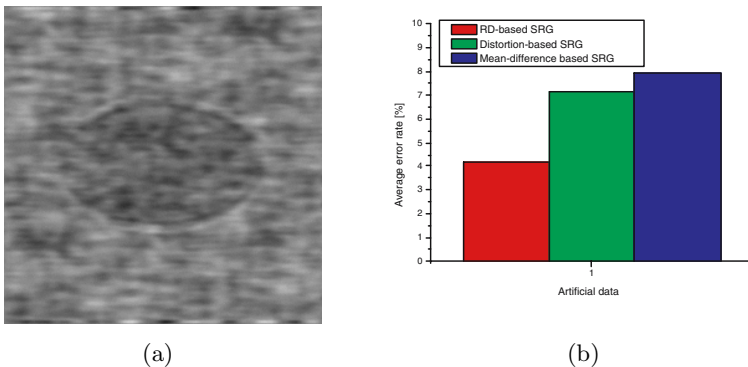 10
9
8
7
6
5
4
3
2
1
0
Average error rate [%]
RD-based SRG
Distortion-based SRG
Mean-difference based SRG
1
Artificial data
(a)
(b)